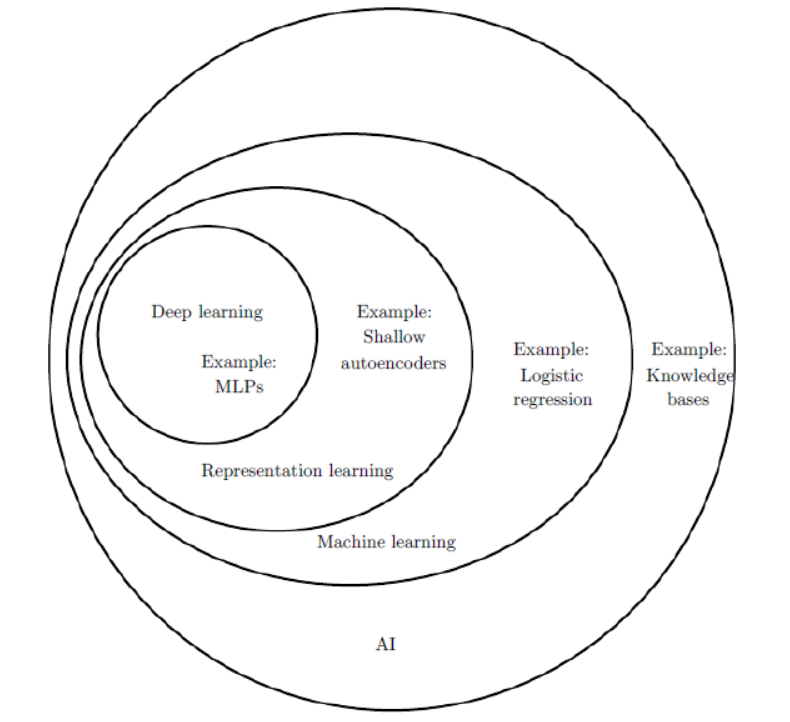 Deep learning
Example:
MLPs
Example:
Shallow
autoencoders
Example:
Logistic
regression
Example:
Knowledge
bases
Representation learning
Machine learning
AI